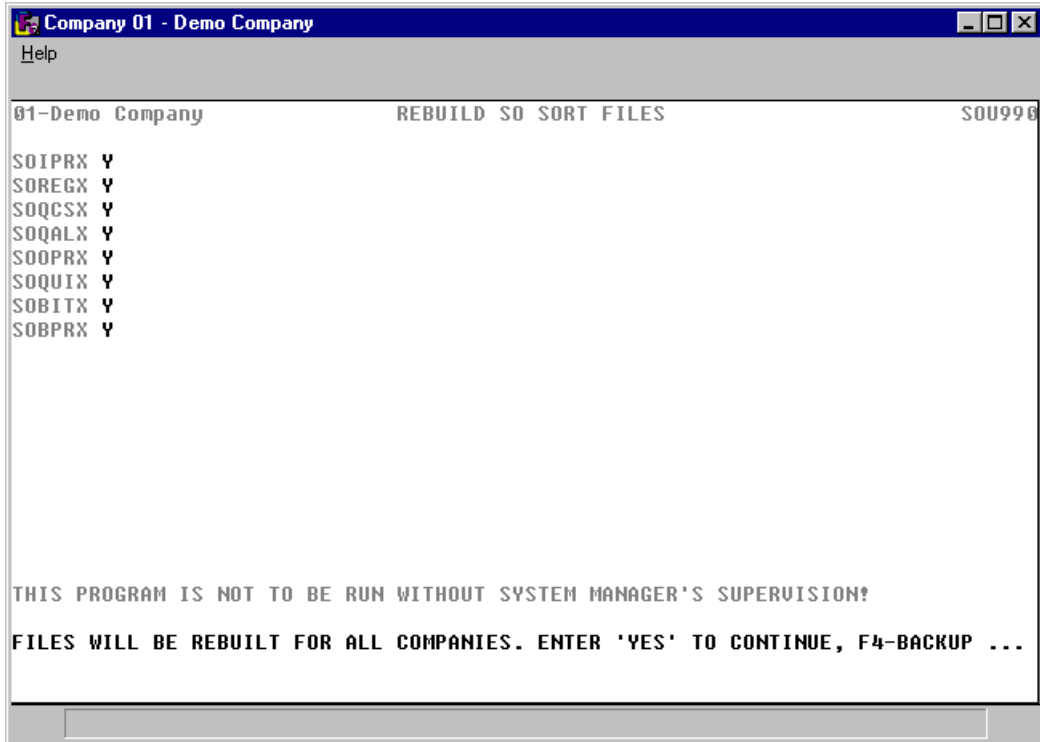 Company 01 - Demo Company
Help
01-Demo Company REBUILD SO SORT FILES SOU990
SOIPRX Y
SOREGX Y
SOQCSX Y
SOQALX Y
SOOPRX Y
SOQUIX Y
SOBITX Y
SOBPRX Y
THIS PROGRAM IS NOT TO BE RUN WITHOUT SYSTEM MANAGER'S SUPERVISION!
FILES WILL BE REBUILT FOR ALL COMPANIES. ENTER 'YES' TO CONTINUE, F4-BACKUP ...